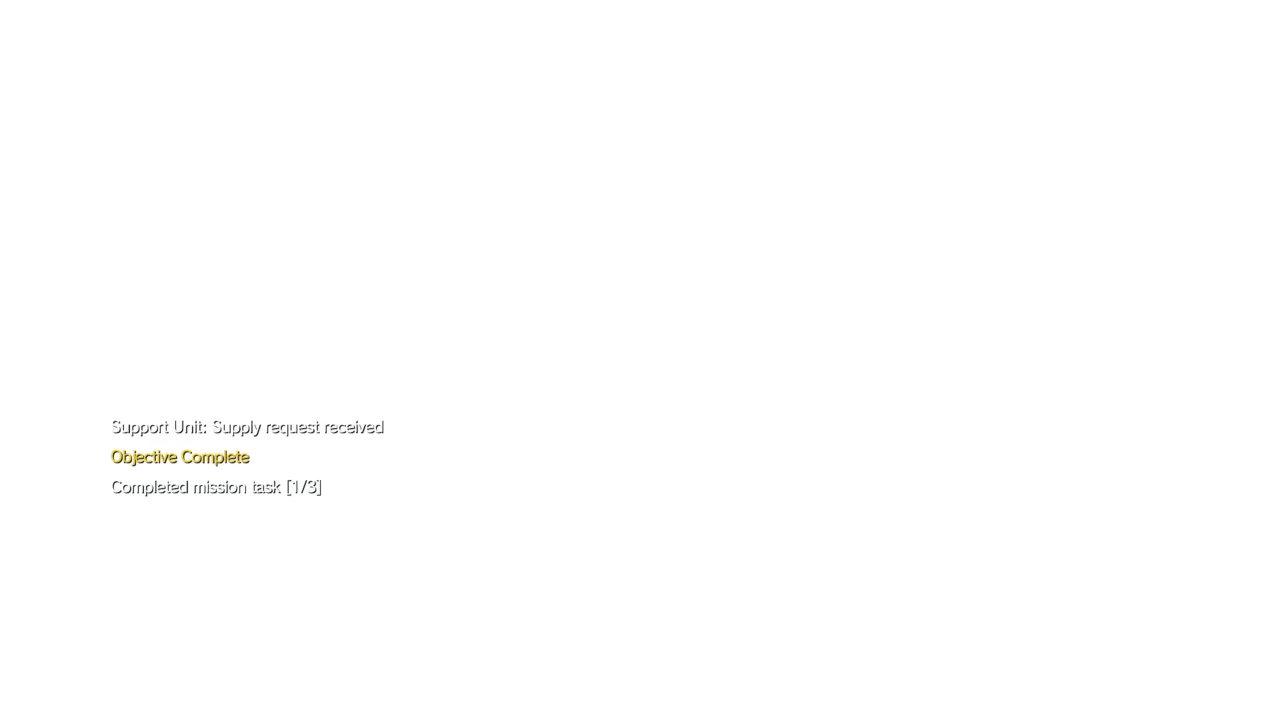 Support Unit: Supply request received
Objective Complete
Completed mission task [1/3]